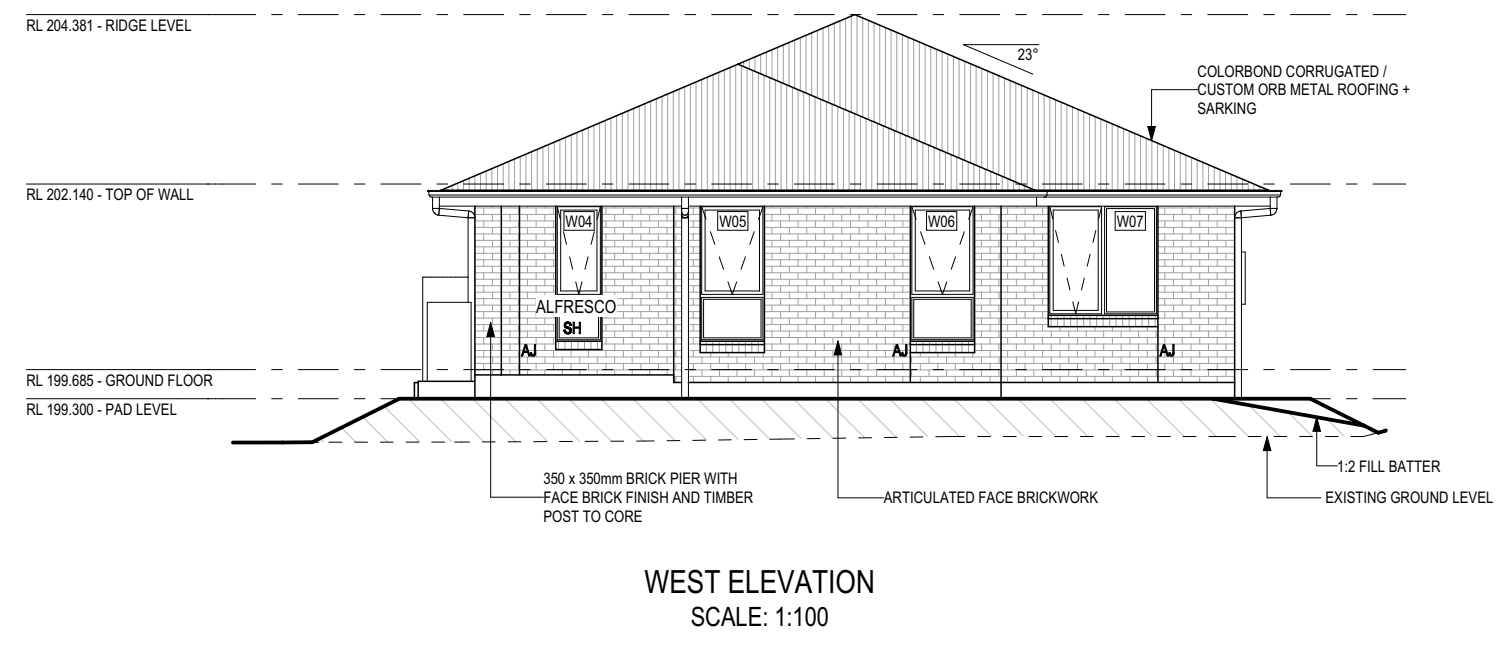 RL 204.381 - RIDGE LEVEL
23°
COLORBOND CORRUGATED /
CUSTOM ORB METAL ROOFING +
SARKING
RL 202.140 - TOP OF WALL
W04
W05
W06
W07
ALFRESCO
SH
AJ
AJ
AJ
RL 199.685 - GROUND FLOOR
RL 199.300 - PAD LEVEL
350 x 350mm BRICK PIER WITH
FACE BRICK FINISH AND TIMBER
POST TO CORE
ARTICULATED FACE BRICKWORK
1:2 FILL BATTER
EXISTING GROUND LEVEL
WEST ELEVATION
SCALE: 1:100